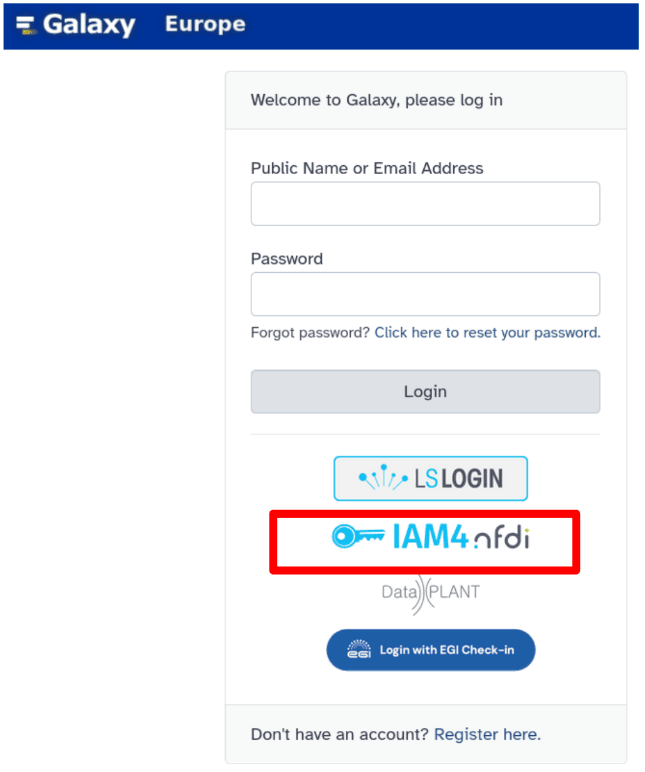 Galaxy Europe
Welcome to Galaxy, please log in
Public Name or Email Address
Password
Forgot password? Click here to reset your password.
Login
LS LOGIN
IAM4.nfdi
Data PLANT
eGI Login with EGI Check-in
Don't have an account? Register here.